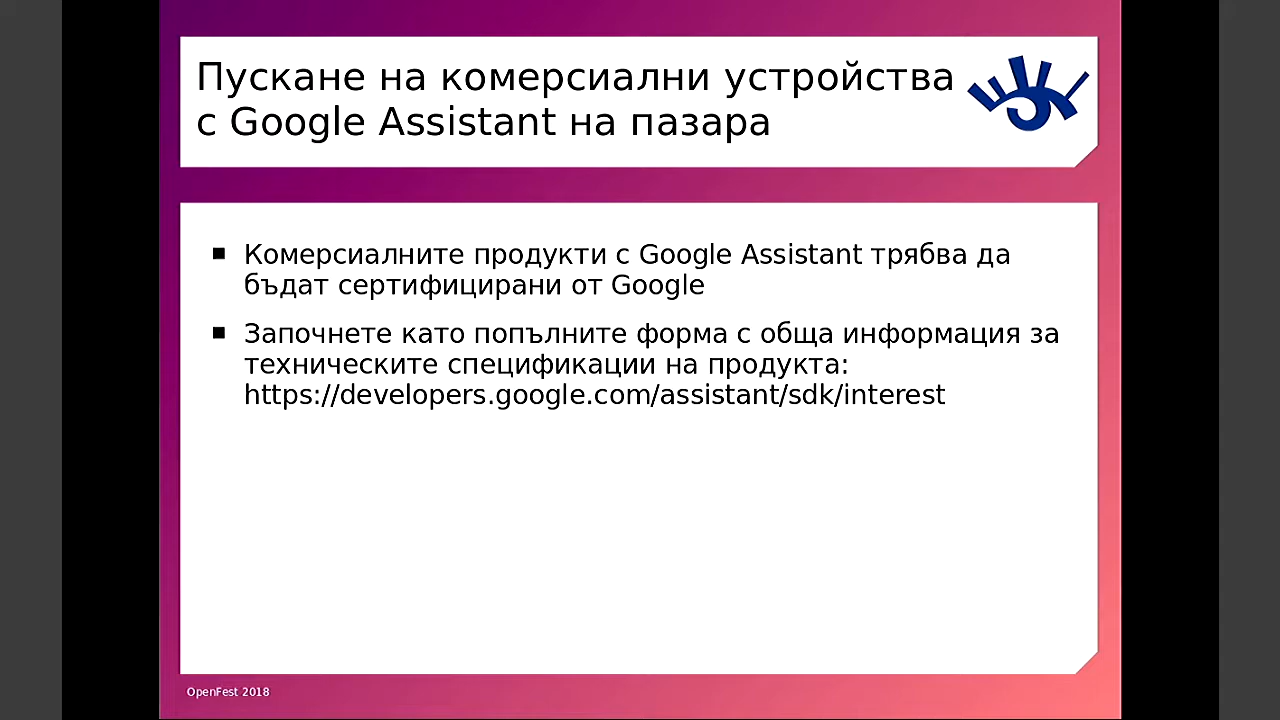 Пускане на комерсиални устройства
с Google Assistant на пазара
Комерсиалните продукти с Google Assistant трябва да
бъдат сертифицирани от Google
Започнете като попълните форма с обща информация за
техническите спецификации на продукта:
https://developers.google.com/assistant/sdk/interest
OpenFest 2018